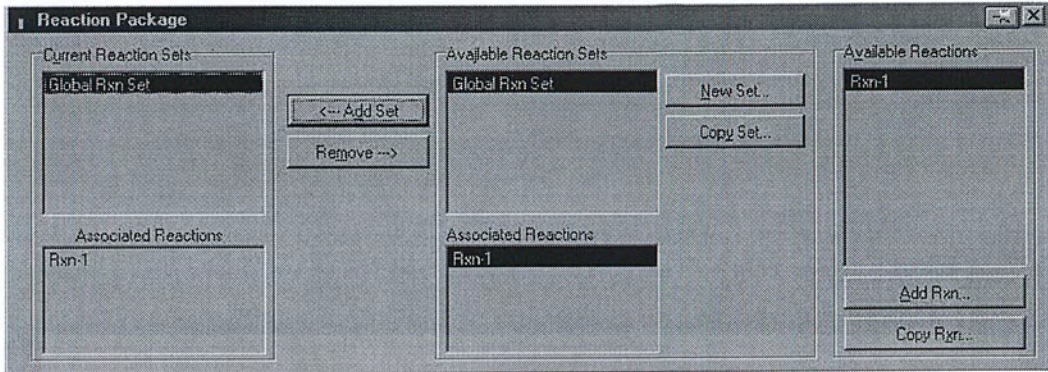 Reaction Package
Current Reaction Sets
Global Rxn Set
<--- Add Set
Remove --->
Associated Reactions
Rxn-1
Available Reaction Sets
Global Rxn Set
New Set...
Copy Set...
Associated Reactions
Rxn-1
Available Reactions
Rxn-1
Add Rxn...
Copy Rxn...